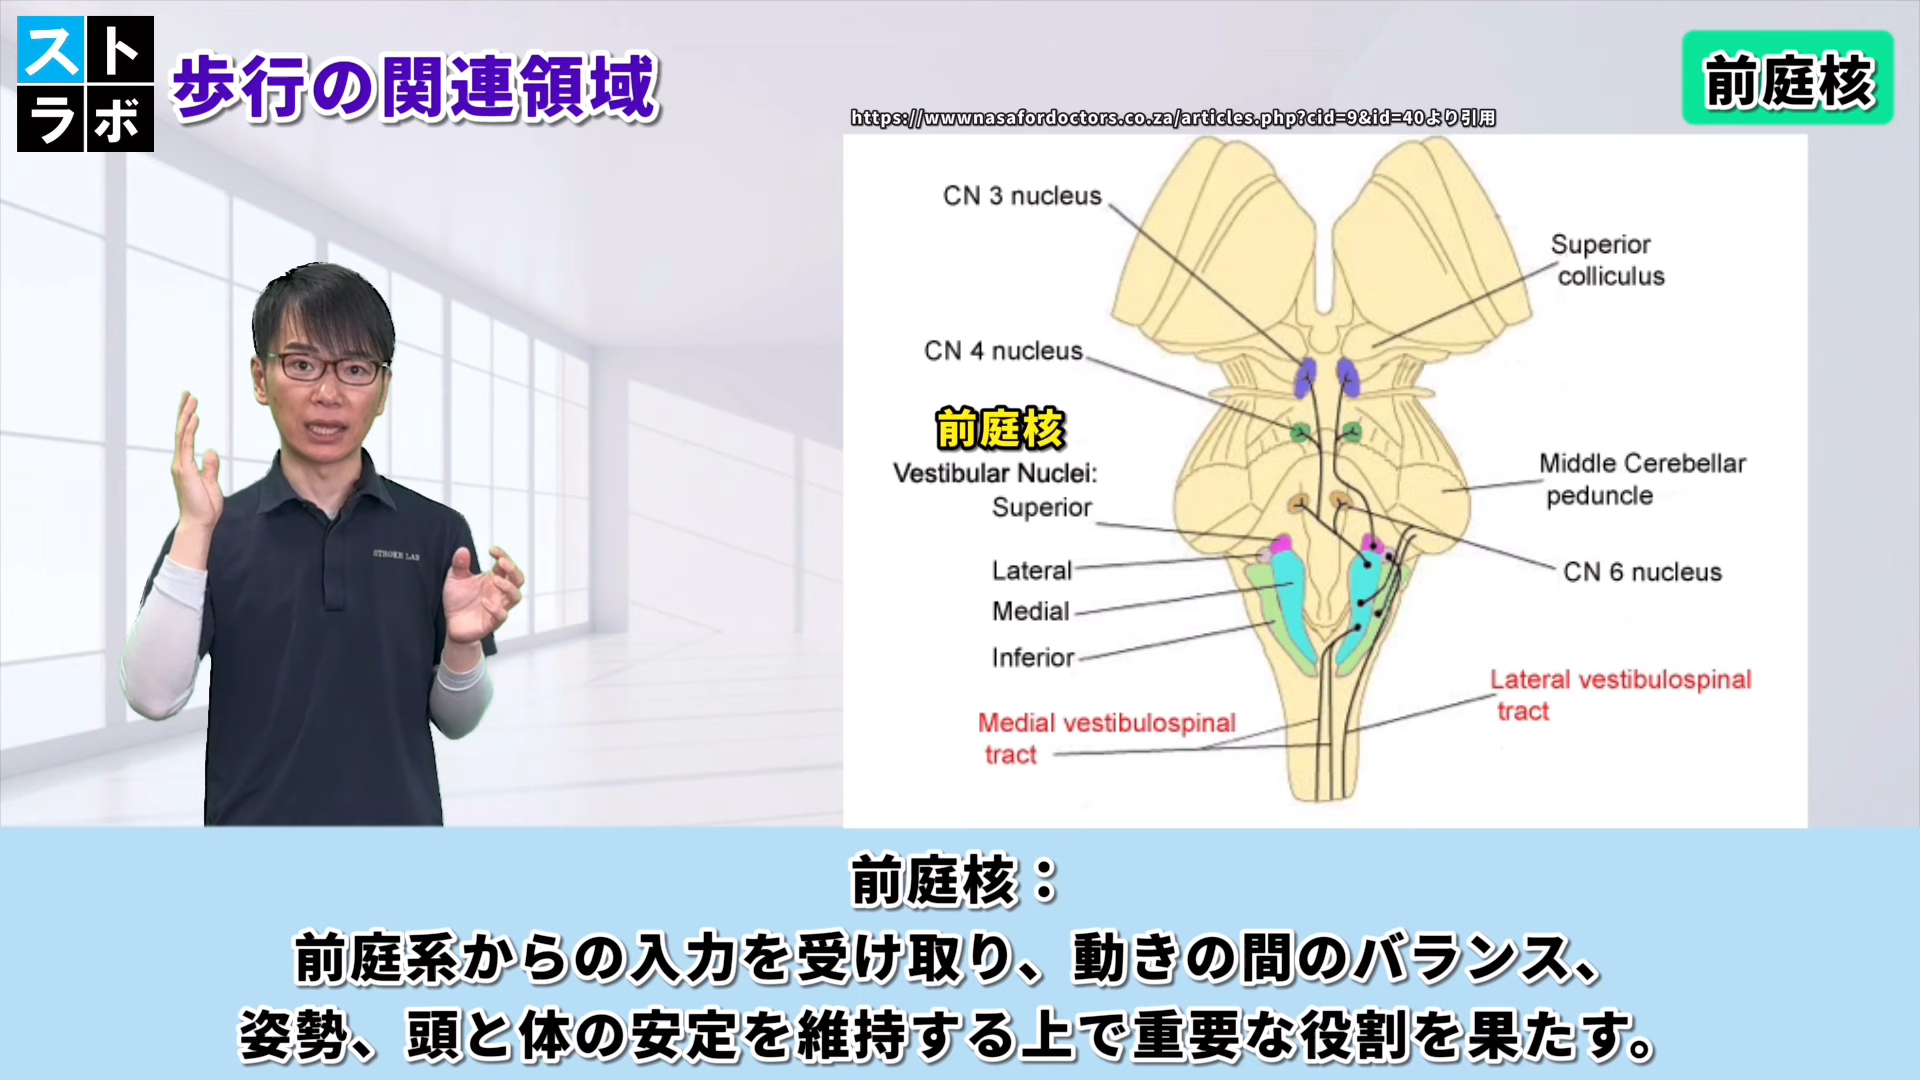 スト
ラボ
歩行の関連領域
前庭核
https://wwwnasafordoctors.co.za/articles.php?cid=9&id=40より引用
CN 3 nucleus
Superior
colliculus
CN 4 nucleus
前庭核
Vestibular Nuclei:
Superior
Middle Cerebellar
peduncle
Lateral
CN 6 nucleus
Medial
Inferior
Lateral vestibulospinal
tract
Medial vestibulospinal
tract
STROKE LAB
前庭核：
前庭系からの入力を受け取り、動きの間のバランス、
姿勢、頭と体の安定を維持する上で重要な役割を果たす。